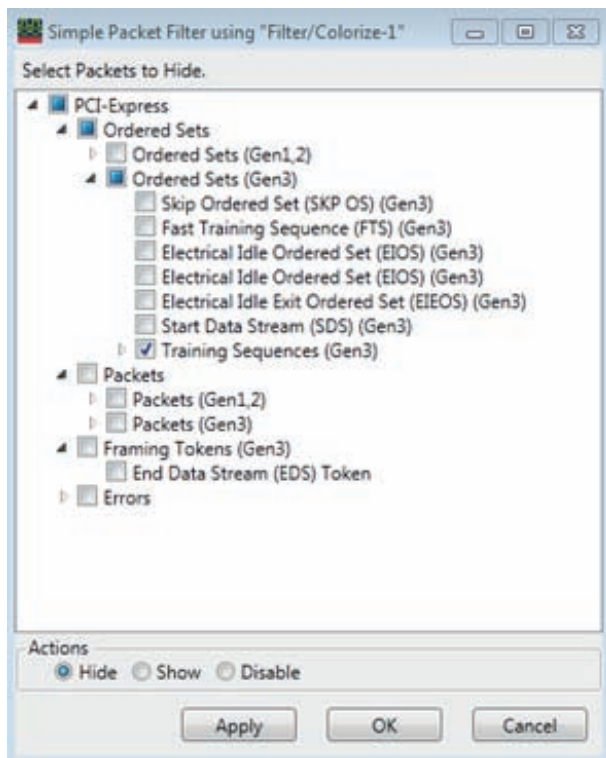 Simple Packet Filter using "Filter/Colorize-1"
Select Packets to Hide.
PCI-Express
Ordered Sets
Ordered Sets (Gen1,2)
Ordered Sets (Gen3)
Skip Ordered Set (SKP OS) (Gen3)
Fast Training Sequence (FTS) (Gen3)
Electrical Idle Ordered Set (EIOS) (Gen3)
Electrical Idle Ordered Set (EIOS) (Gen3)
Electrical Idle Exit Ordered Set (EIEOS) (Gen3)
Start Data Stream (SDS) (Gen3)
Training Sequences (Gen3)
Packets
Packets (Gen1,2)
Packets (Gen3)
Framing Tokens (Gen3)
End Data Stream (EDS) Token
Errors
Actions
Hide Show Disable
Apply OK Cancel